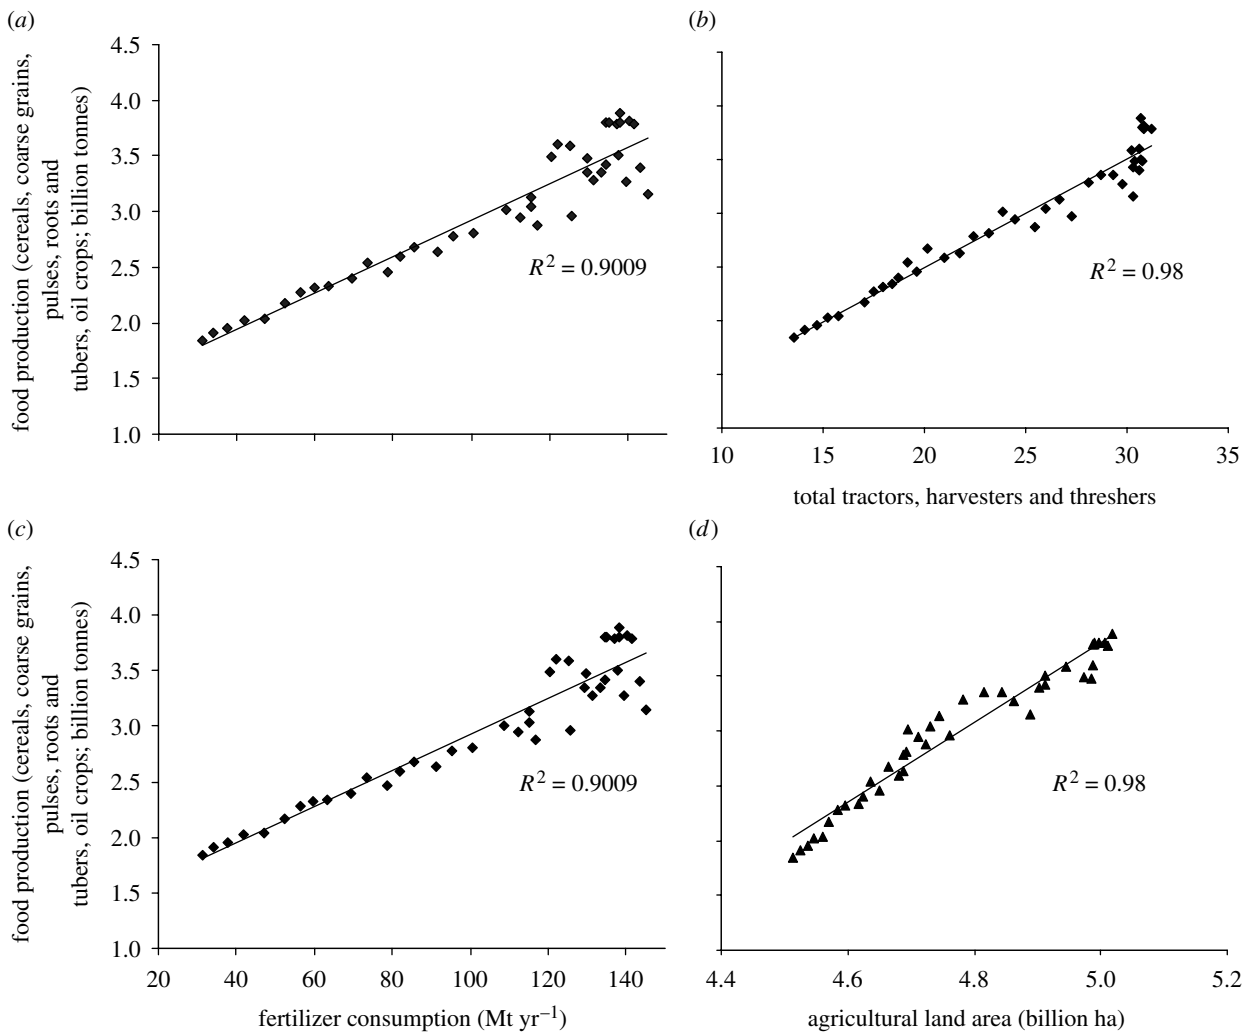 (a)
food production (cereals, coarse grains,
pulses, roots and
tubers, oil crops; billion tonnes)
4.5
4.0
3.5
3.0
2.5
2.0
1.5
1.0
R² = 0.9009
(b)
R² = 0.98
10 15 20 25 30 35
total tractors, harvesters and threshers
(c)
food production (cereals, coarse grains,
pulses, roots and
tubers, oil crops; billion tonnes)
4.5
4.0
3.5
3.0
2.5
2.0
1.5
1.0
R² = 0.9009
20 40 60 80 100 120 140
fertilizer consumption (Mt yr⁻¹)
(d)
R² = 0.98
4.4 4.6 4.8 5.0 5.2
agricultural land area (billion ha)